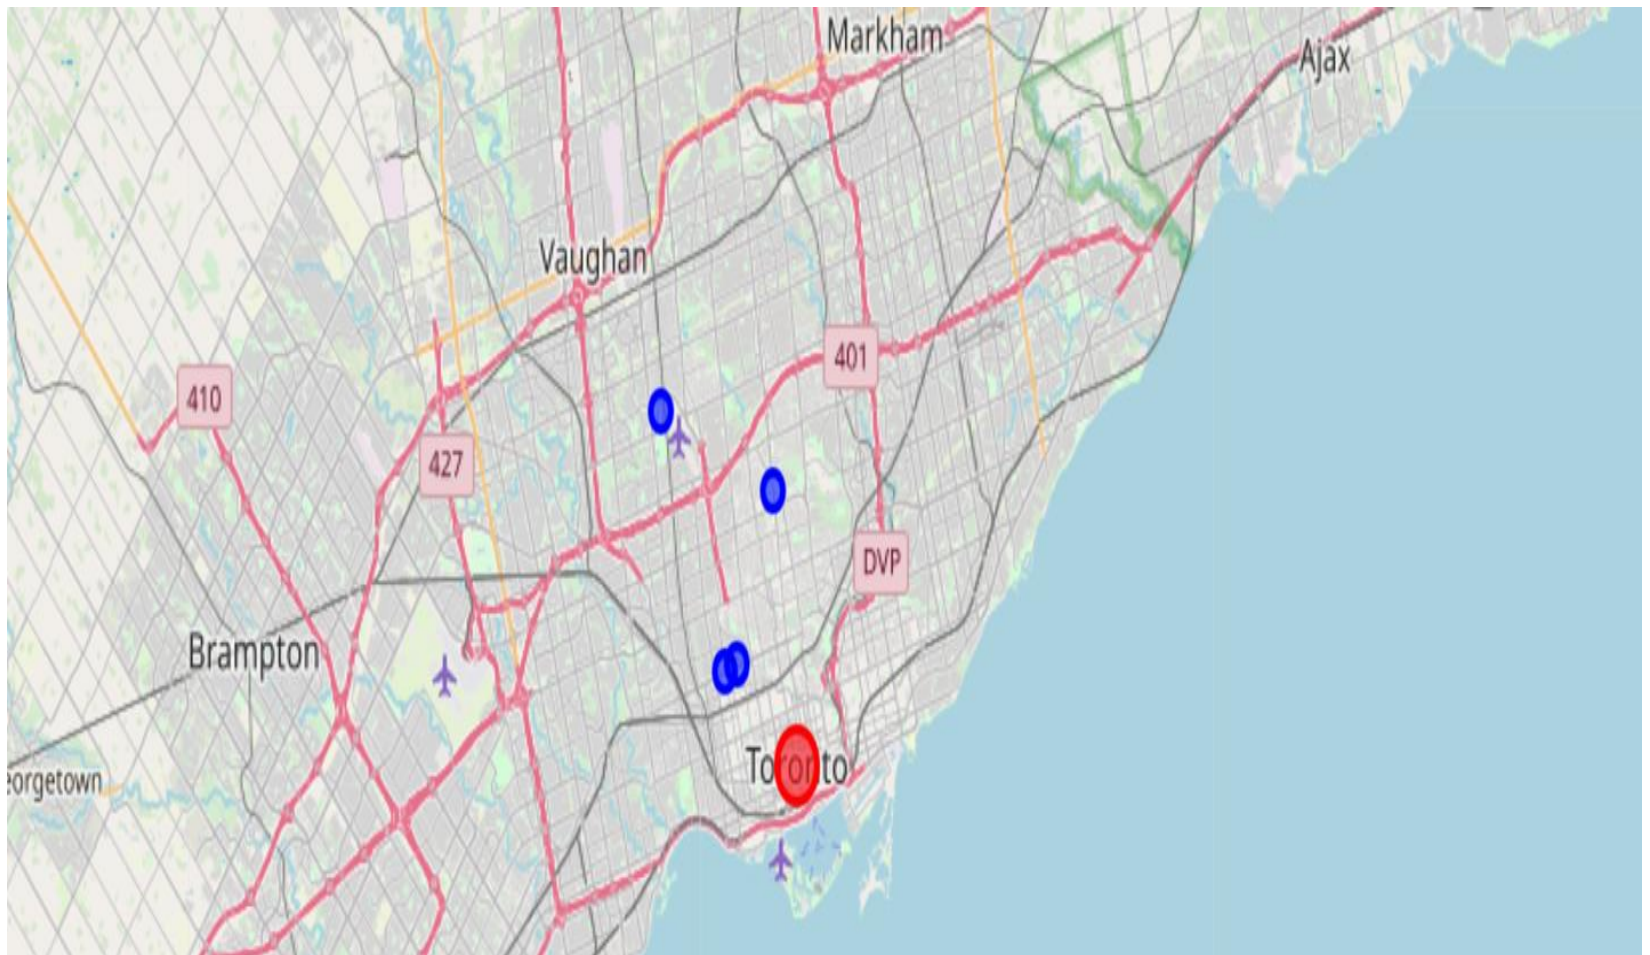 Markham
Ajax
Vaughan
401
410
427
DVP
Brampton
Toronto
eorgetown